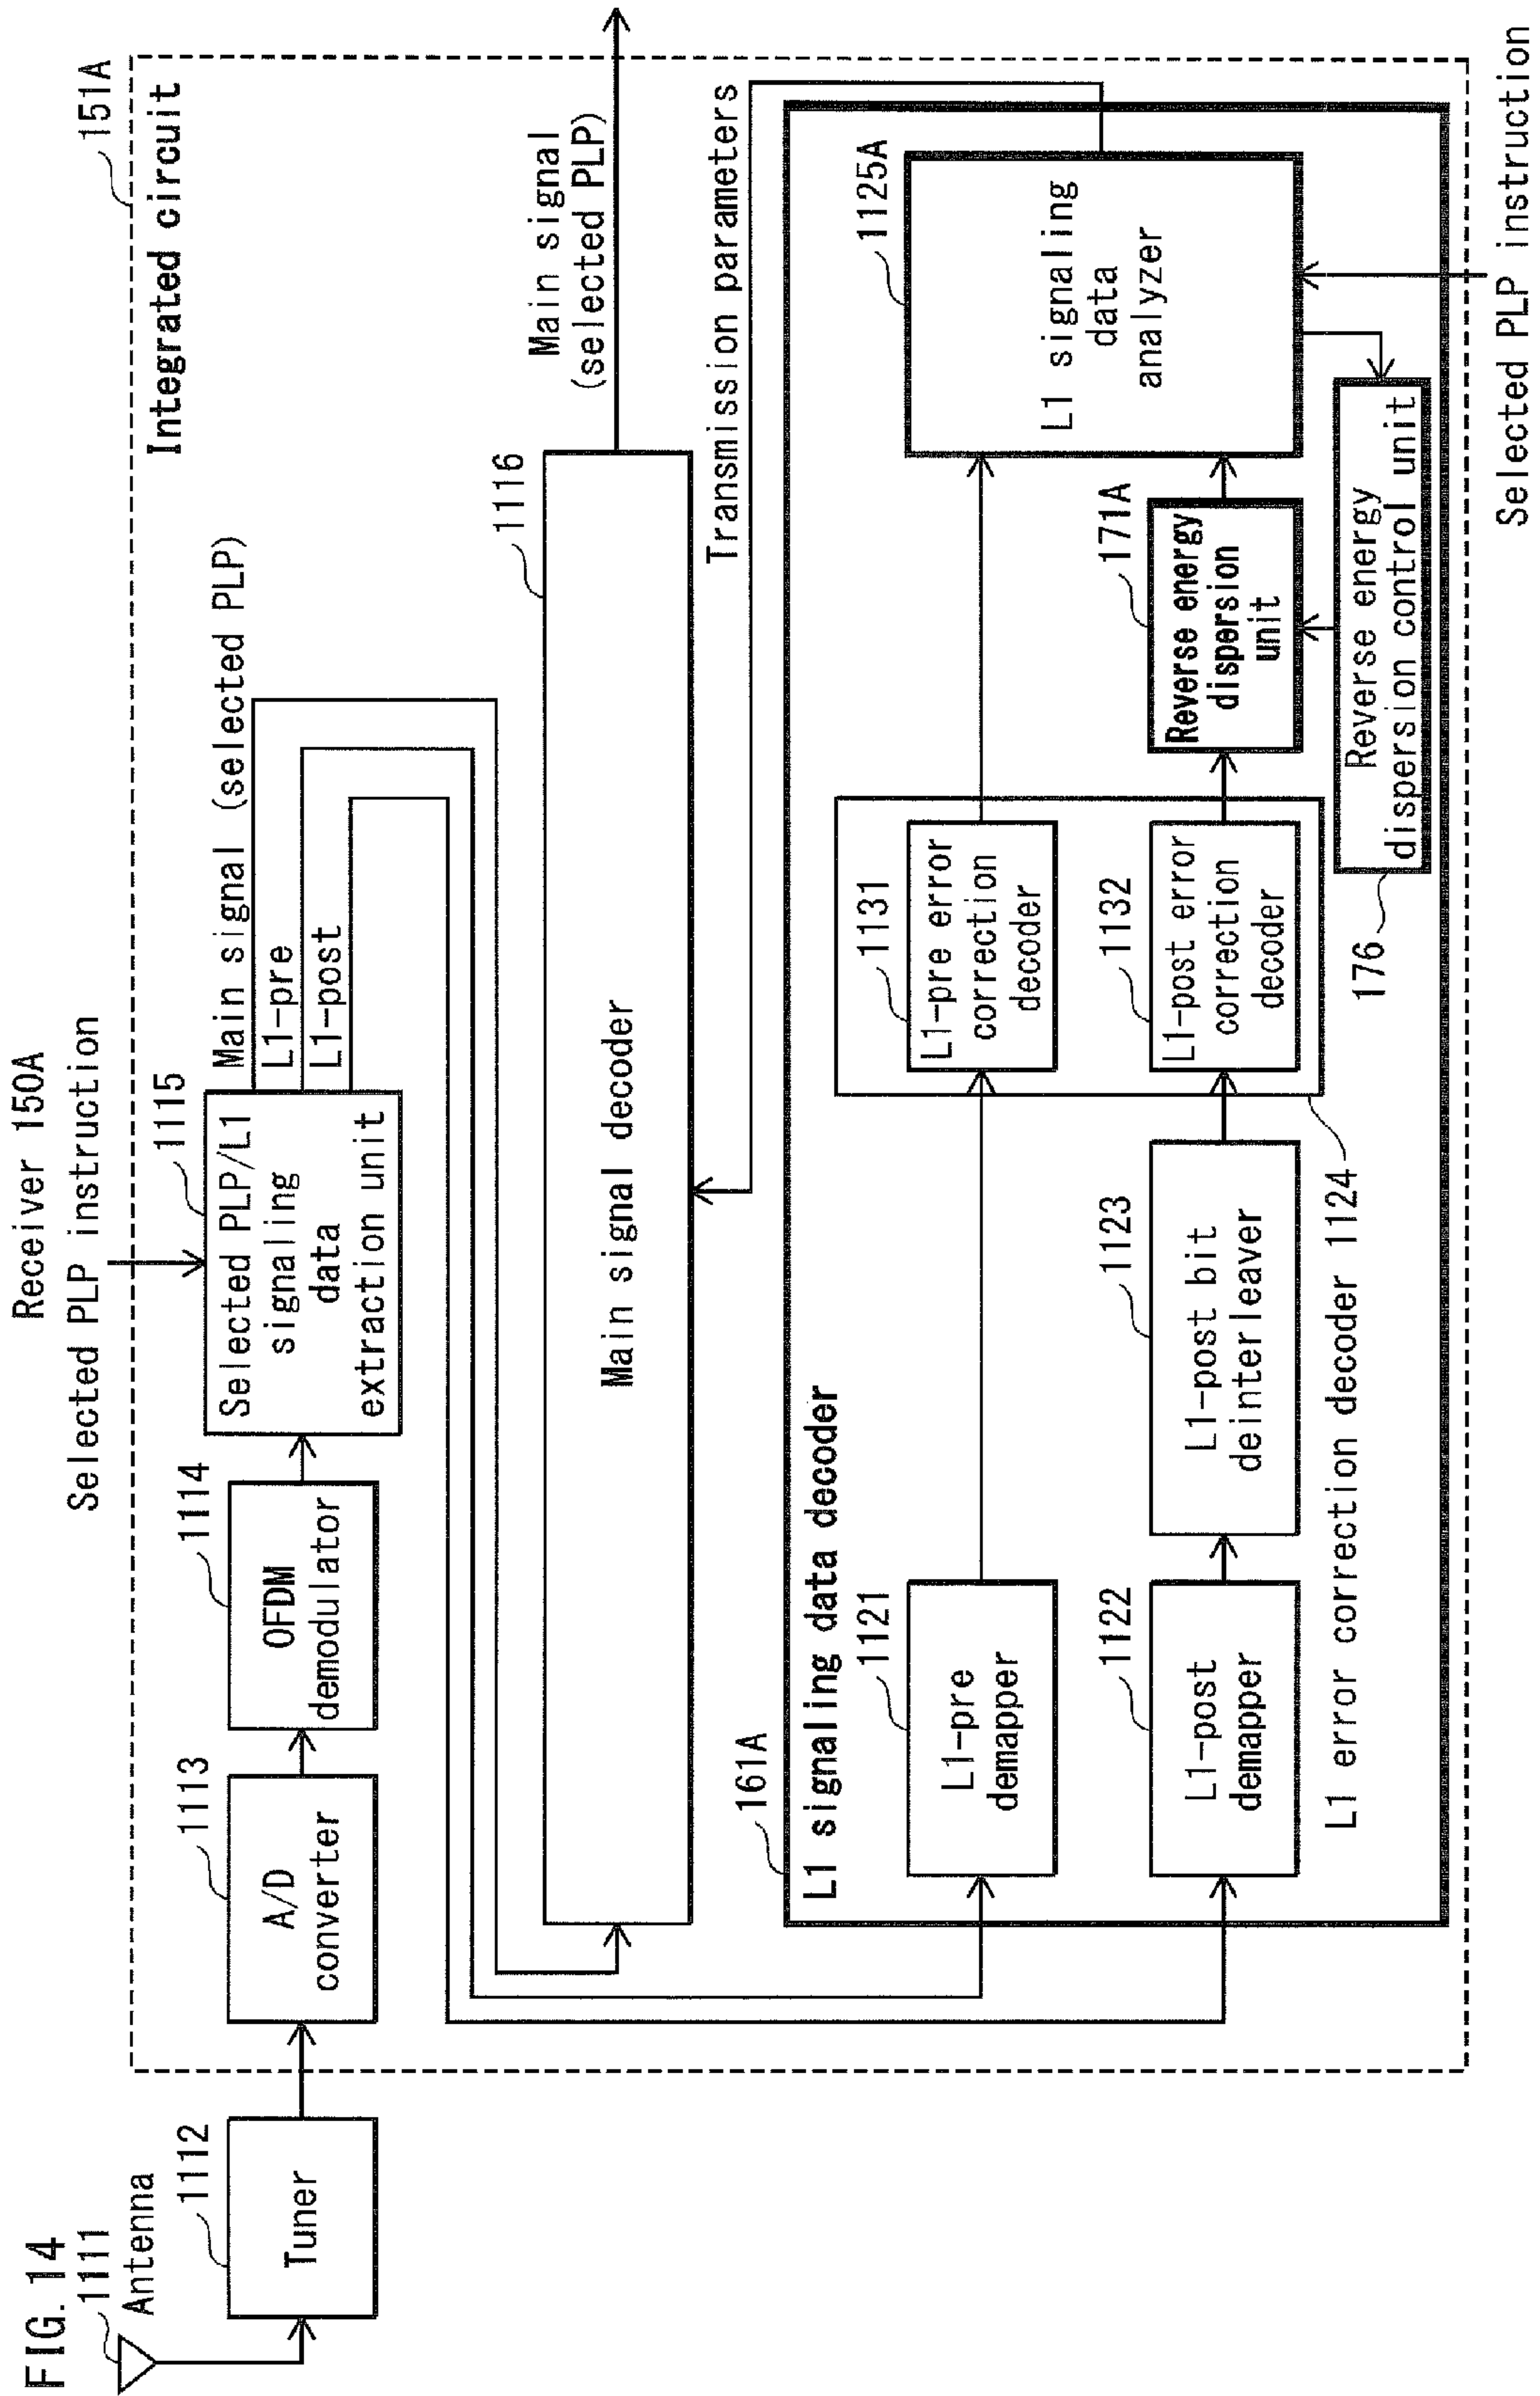 FIG. 14
Receiver 150A
1111
Antenna
Selected PLP instruction
151A
Integrated circuit
1112
Tuner
1113
A/D
converter
1114
OFDM
demodulator
1115
Selected PLP/L1
signaling
data
extraction unit
Main signal (selected PLP)
L1-pre
L1-post
1116
Main signal decoder
Main signal
(selected PLP)
Transmission parameters
161A
L1 signaling data decoder
1121
L1-pre
demapper
1131
L1-pre error
correction
decoder
1125A
L1 signaling
data
analyzer
1122
L1-post
demapper
1123
L1-post bit
deinterleaver
1132
L1-post error
correction
decoder
171A
Reverse energy
dispersion
unit
L1 error correction decoder 1124
176
Reverse energy
dispersion control unit
Selected PLP instruction